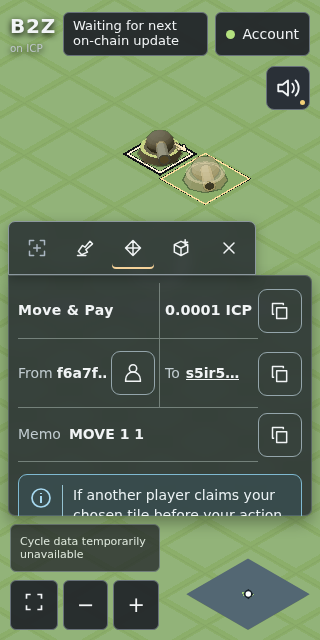 B2Z
on ICP
Waiting for next
on-chain update
Account
Move & Pay
0.0001 ICP
From f6a7f..
To s5ir5...
Memo MOVE 1 1
If another player claims your
chosen tile before your action
Cycle data temporarily
unavailable